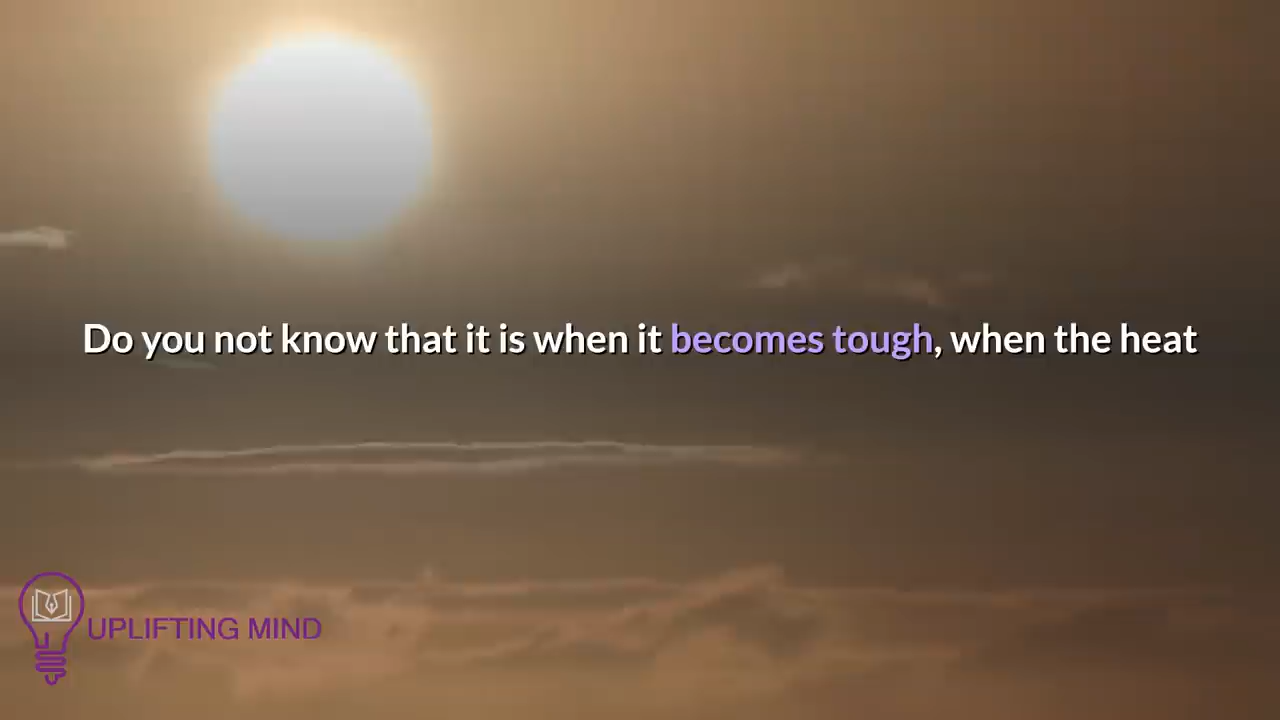 Do you not know that it is when it becomes tough, when the heat
UPLIFTING MIND